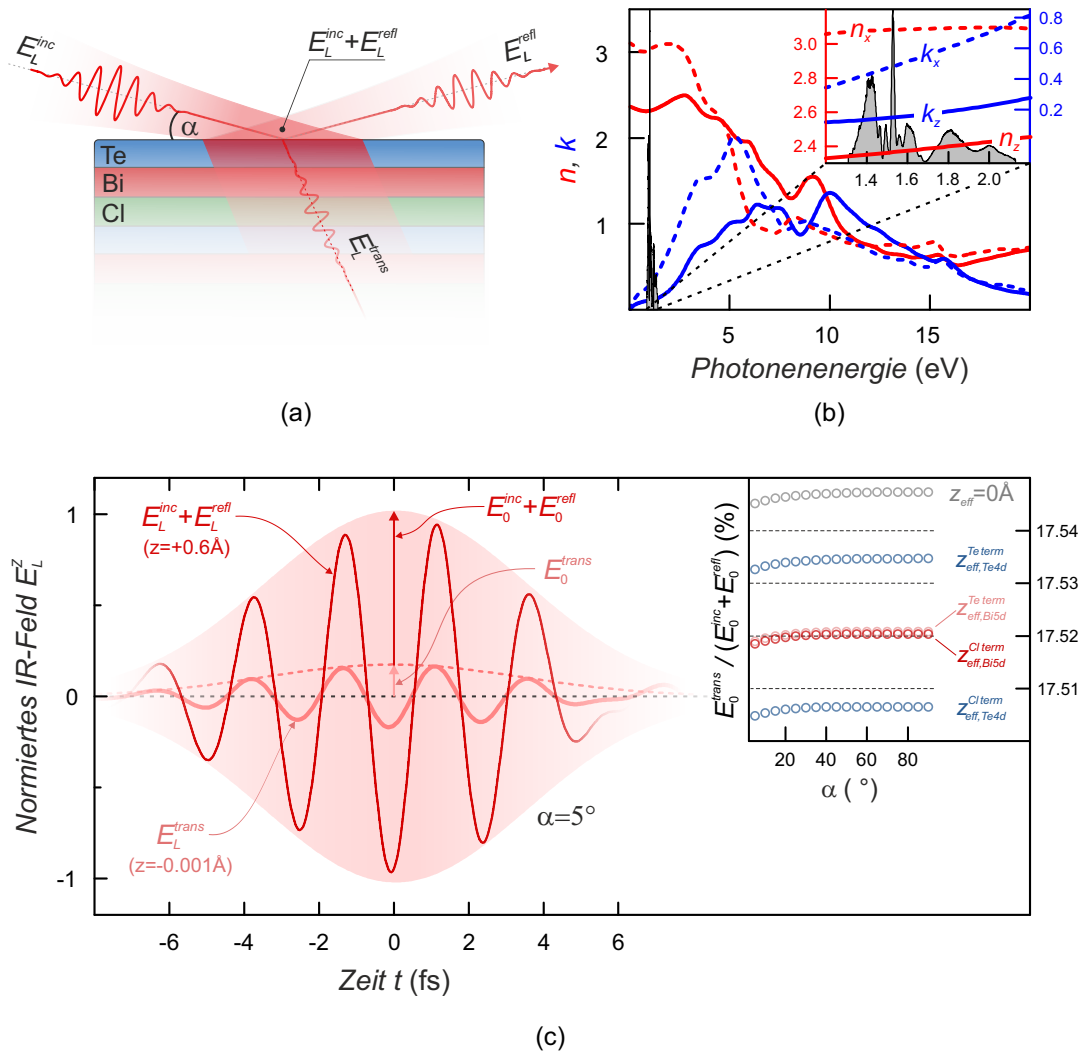 E_L^inc
E_L^inc+E_L^refl
E_L^refl
α
Te
Bi
Cl
E_L^trans
(a)
n, k
3
2
1
5
10
15
Photonenenergie (eV)
3.0
2.8
2.6
2.4
n_x
k_x
k_z
n_z
0.8
0.6
0.4
0.2
1.4
1.6
1.8
2.0
(b)
Normiertes IR-Feld E_L^z
1
0
-1
E_L^inc+E_L^refl
(z=+0.6Å)
E_0^inc+E_0^refl
E_0^trans
E_L^trans
(z=-0.001Å)
α=5°
-6
-4
-2
0
2
4
6
Zeit t (fs)
E_0^trans / (E_0^inc+E_0^refl) (%)
z_eff=0Å
z_eff,Te4d^Te term
z_eff,Bi5d^Te term
z_eff,Bi5d^Cl term
z_eff,Te4d^Cl term
17.54
17.53
17.52
17.51
20
40
60
80
α ( °)
(c)